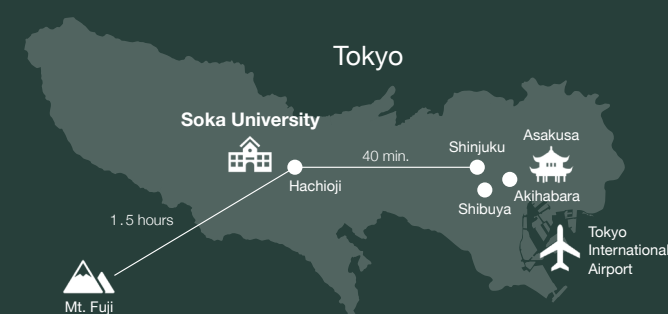 Tokyo
Soka University
Asakusa
Shinjuku
40 min.
Hachioji
Akihabara
Shibuya
1.5 hours
Tokyo
International
Airport
Mt. Fuji